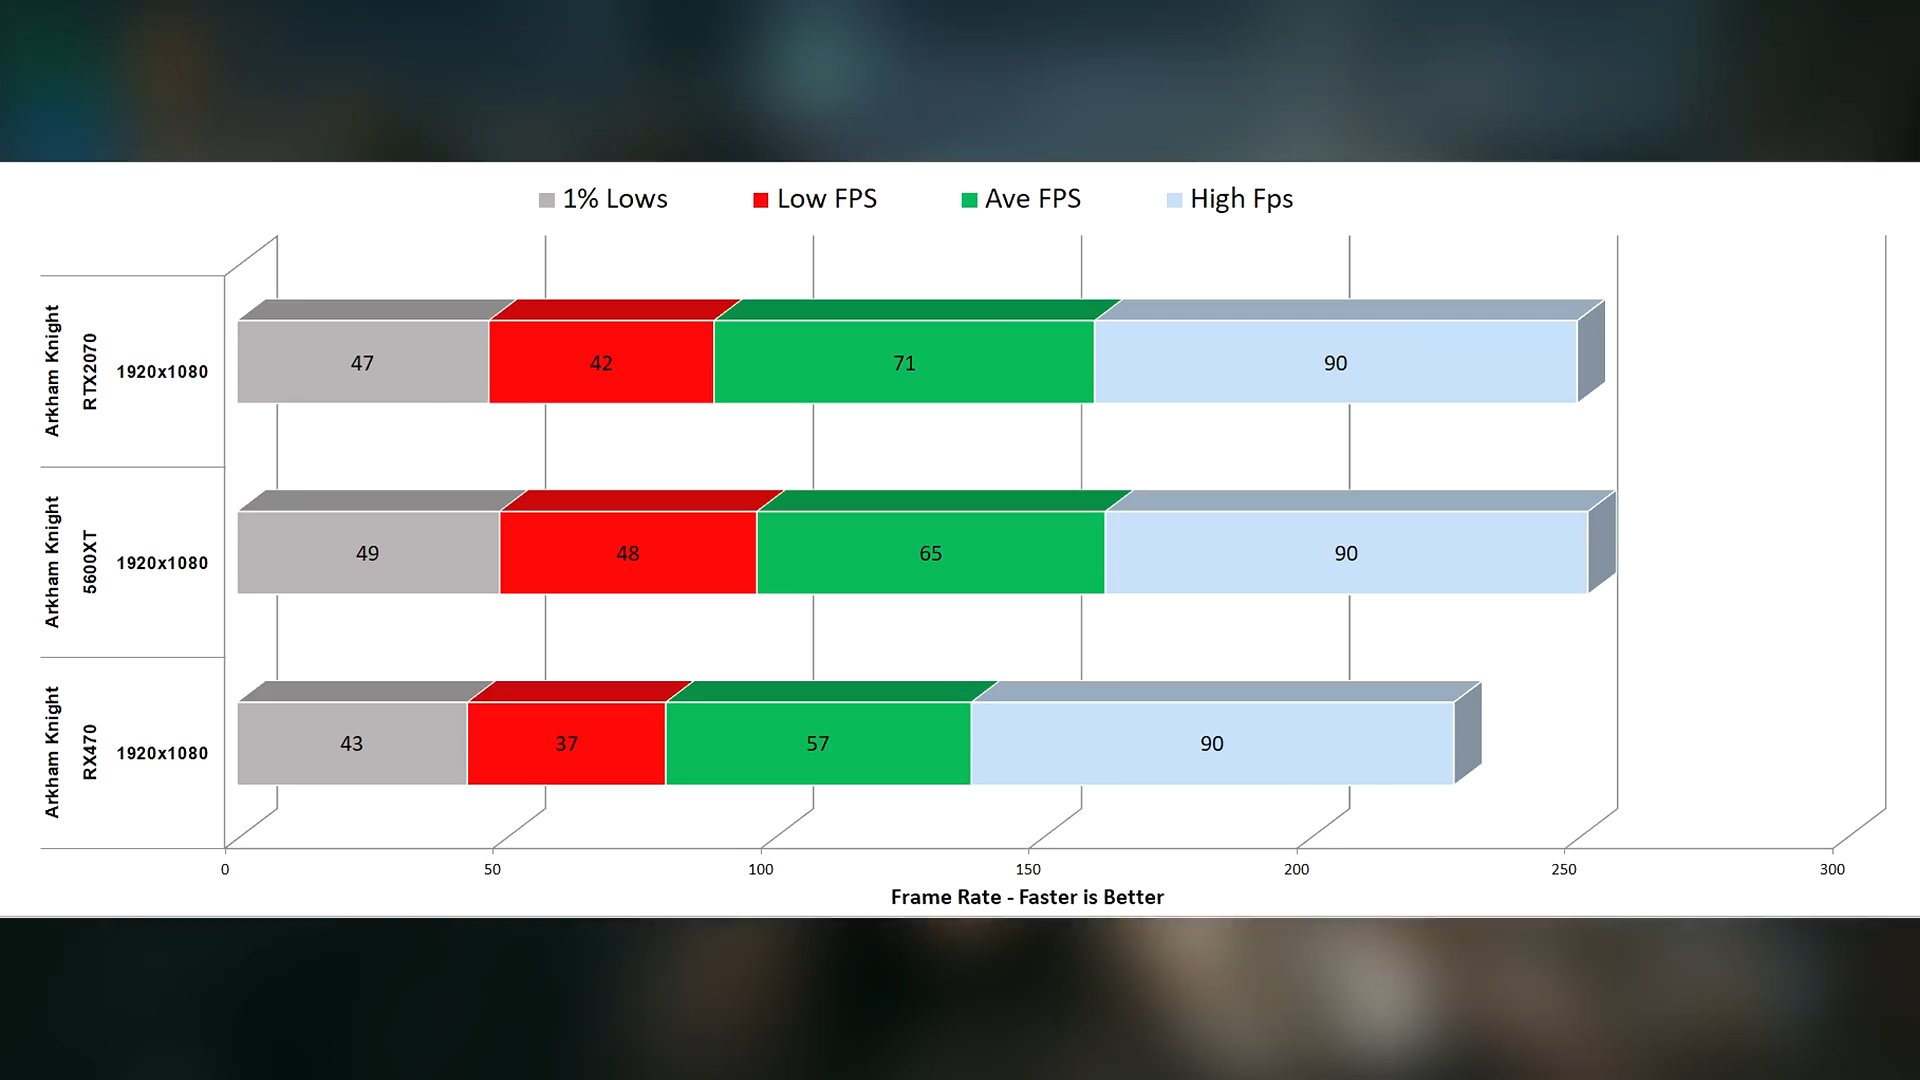 1% Lows Low FPS Ave FPS High Fps
Arkham Knight
RTX2070
1920x1080
47 42 71 90
Arkham Knight
5600XT
1920x1080
49 48 65 90
Arkham Knight
RX470
1920x1080
43 37 57 90
0 50 100 150 200 250 300
Frame Rate - Faster is Better